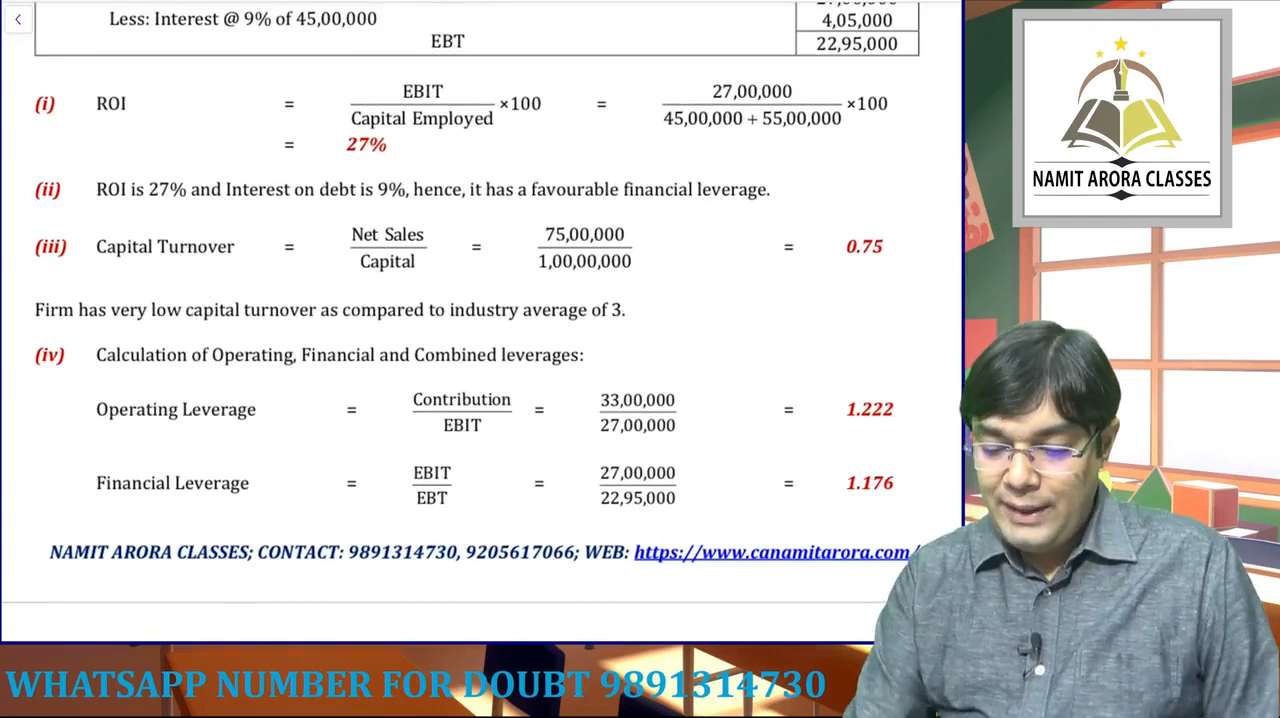 Less: Interest @ 9% of 45,00,000 4,05,000
EBT 22,95,000
(i) ROI = EBIT / Capital Employed ×100 = 27,00,000 / 45,00,000 + 55,00,000 ×100
= 27%
(ii) ROI is 27% and Interest on debt is 9%, hence, it has a favourable financial leverage.
(iii) Capital Turnover = Net Sales / Capital = 75,00,000 / 1,00,00,000 = 0.75
Firm has very low capital turnover as compared to industry average of 3.
(iv) Calculation of Operating, Financial and Combined leverages:
Operating Leverage = Contribution / EBIT = 33,00,000 / 27,00,000 = 1.222
Financial Leverage = EBIT / EBT = 27,00,000 / 22,95,000 = 1.176
NAMIT ARORA CLASSES; CONTACT: 9891314730, 9205617066; WEB: https://www.canamitarora.com/
NAMIT ARORA CLASSES
WHATSAPP NUMBER FOR DOUBT 9891314730